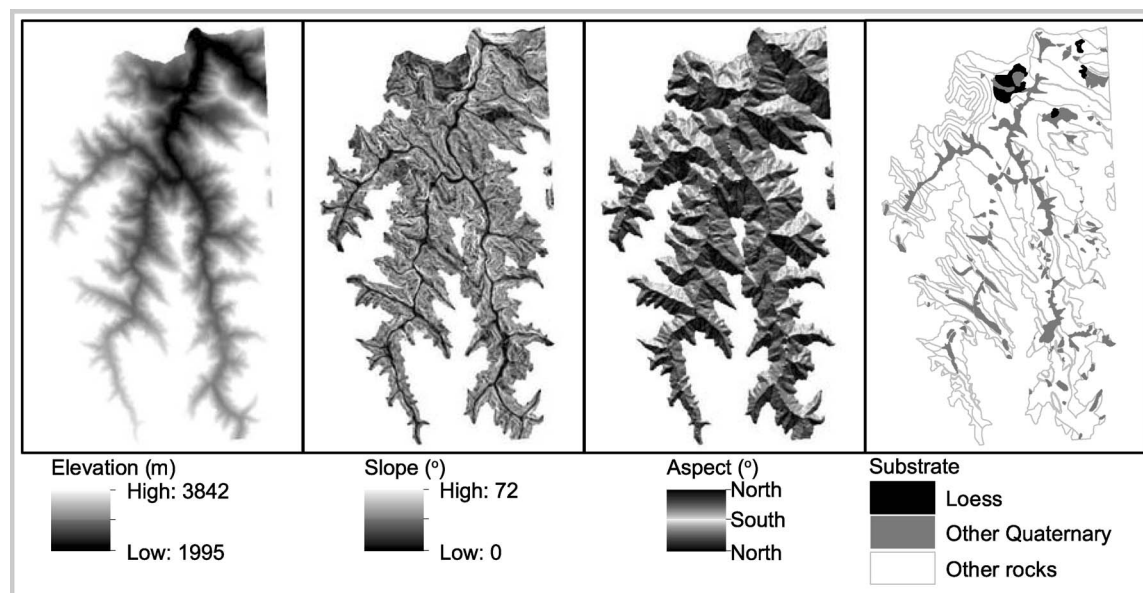 Elevation (m)
High: 3842
Low: 1995
Slope (º)
High: 72
Low: 0
Aspect (º)
North
South
North
Substrate
Loess
Other Quaternary
Other rocks